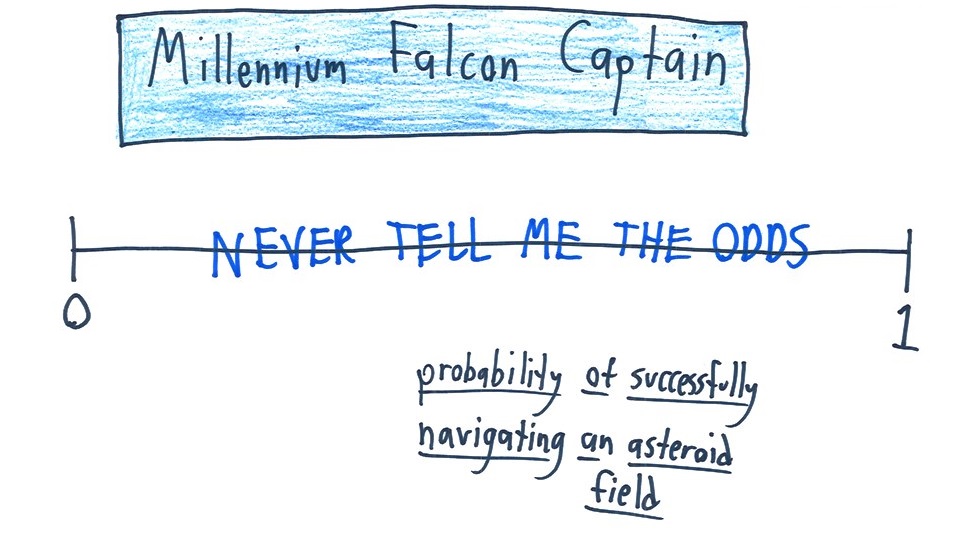 Millennium Falcon Captain
NEVER TELL ME THE ODDS
0
1
probability of successfully
navigating an asteroid
field